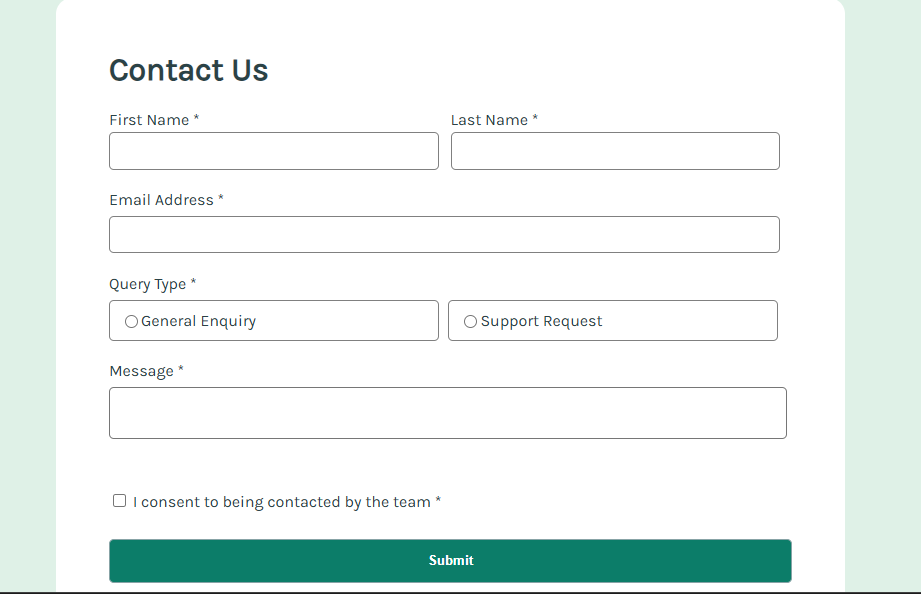 Contact Us
First Name * Last Name *
Email Address *
Query Type *
General Enquiry Support Request
Message *
I consent to being contacted by the team *
Submit